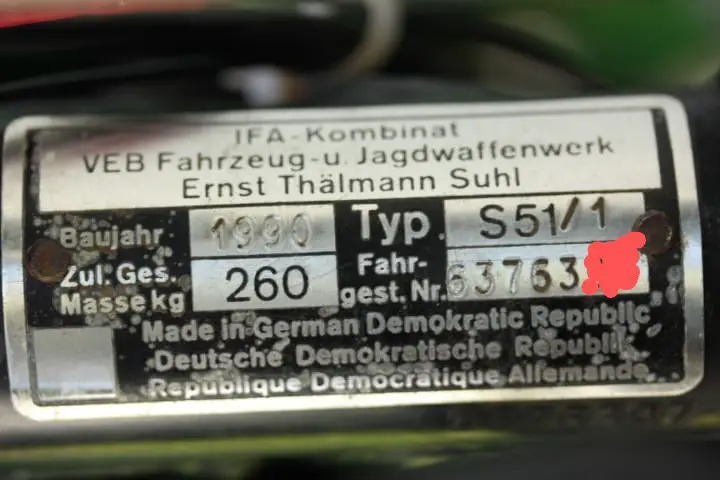 IFA-Kombinat
VEB Fahrzeug-u. Jagdwaffenwerk
Ernst Thälmann Suhl
Baujahr 1990 Typ S51/1
Zul. Ges. Masse kg 260 Fahr-gest. Nr. 63763
Made in German Demokratic Republic
Deutsche Demokratische Republik
Republique Democratique Allemande